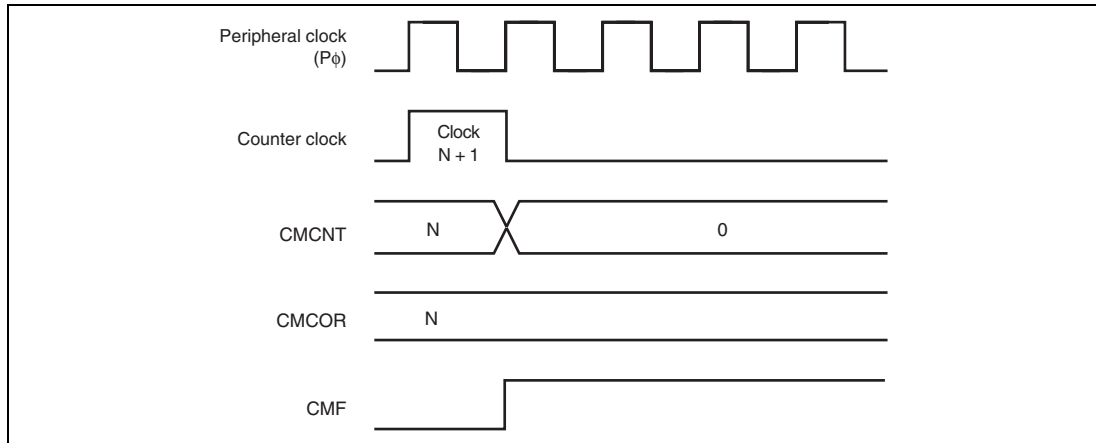 Peripheral clock
(Pφ)
Counter clock
Clock
N + 1
CMCNT
N
0
CMCOR
N
CMF